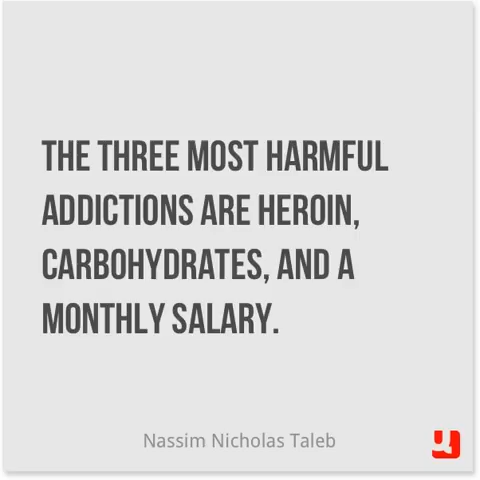 THE THREE MOST HARMFUL
ADDICTIONS ARE HEROIN,
CARBOHYDRATES, AND A
MONTHLY SALARY.
Nassim Nicholas Taleb